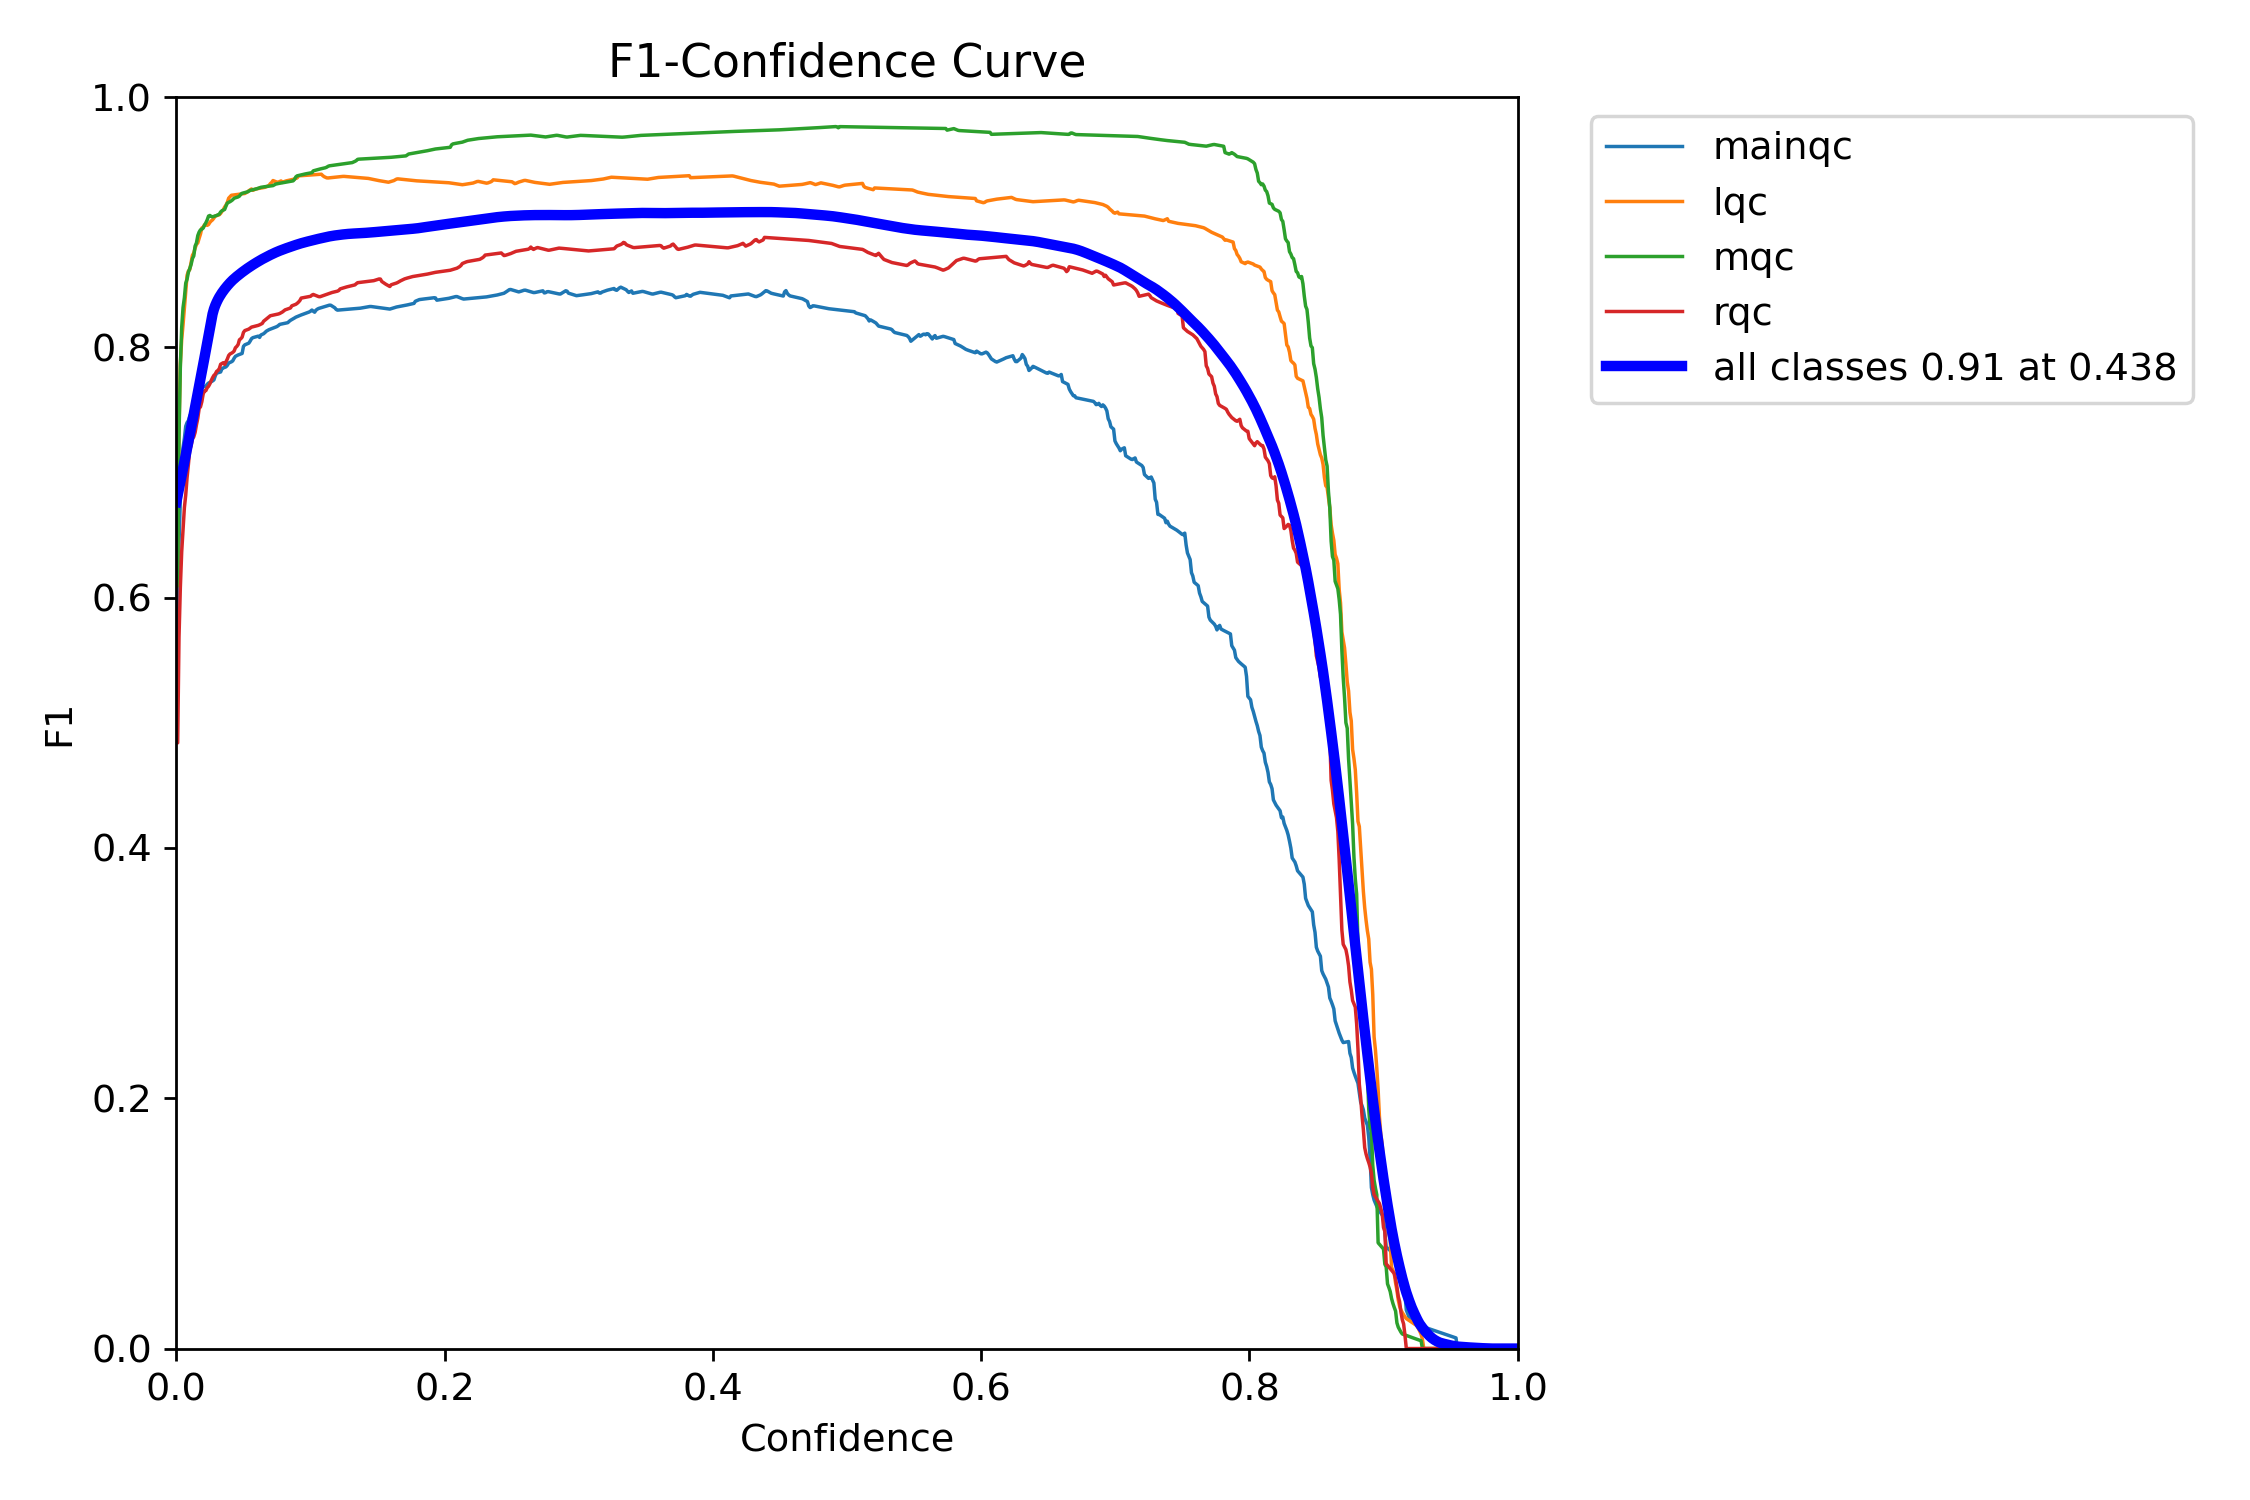 F1-Confidence Curve
1.0
0.8
0.6
0.4
0.2
0.0
F1
0.0 0.2 0.4 0.6 0.8 1.0
Confidence
mainqc
lqc
mqc
rqc
all classes 0.91 at 0.438